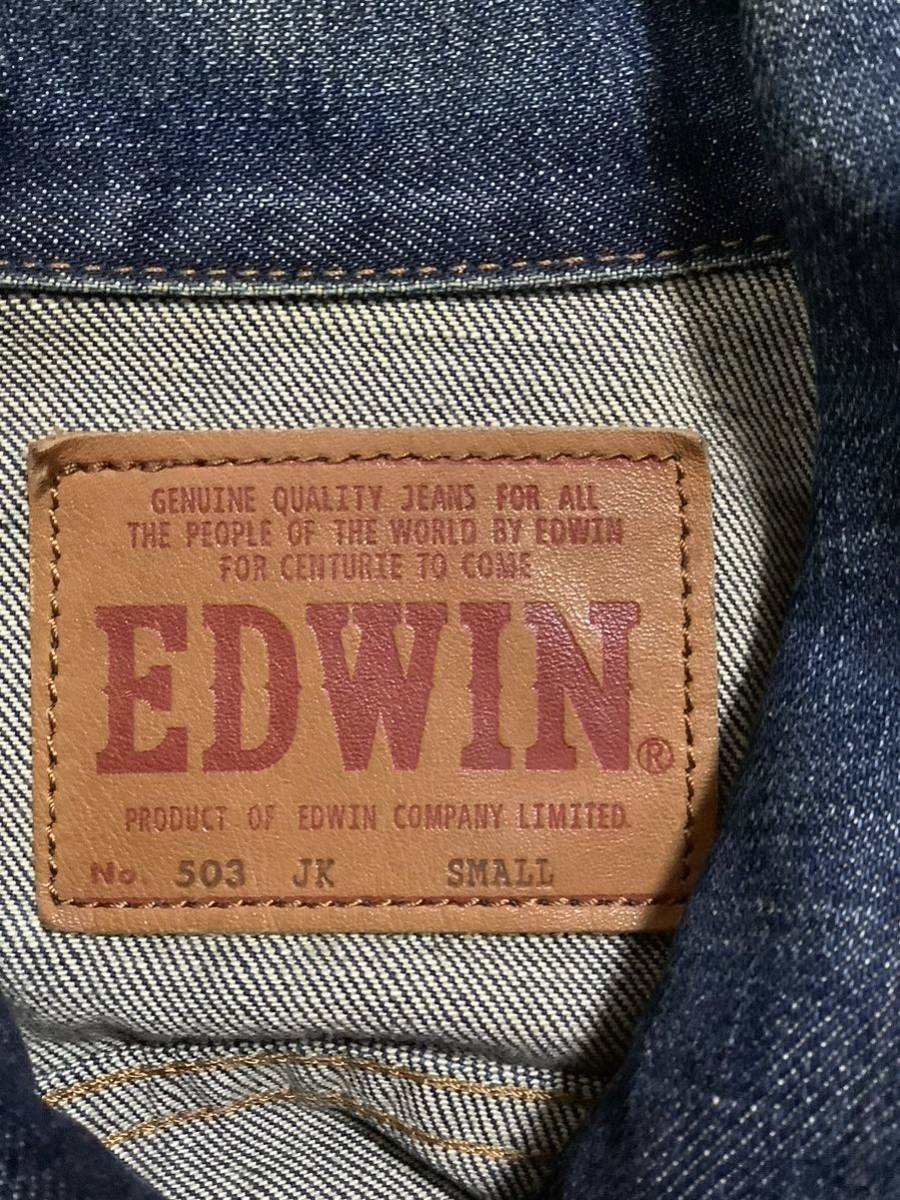 GENUINE QUALITY JEANS FOR ALL
THE PEOPLE OF THE WORLD BY EDWIN
FOR CENTURIE TO COME
EDWIN®
PRODUCT OF EDWIN COMPANY LIMITED.
No. 503 JK SMALL